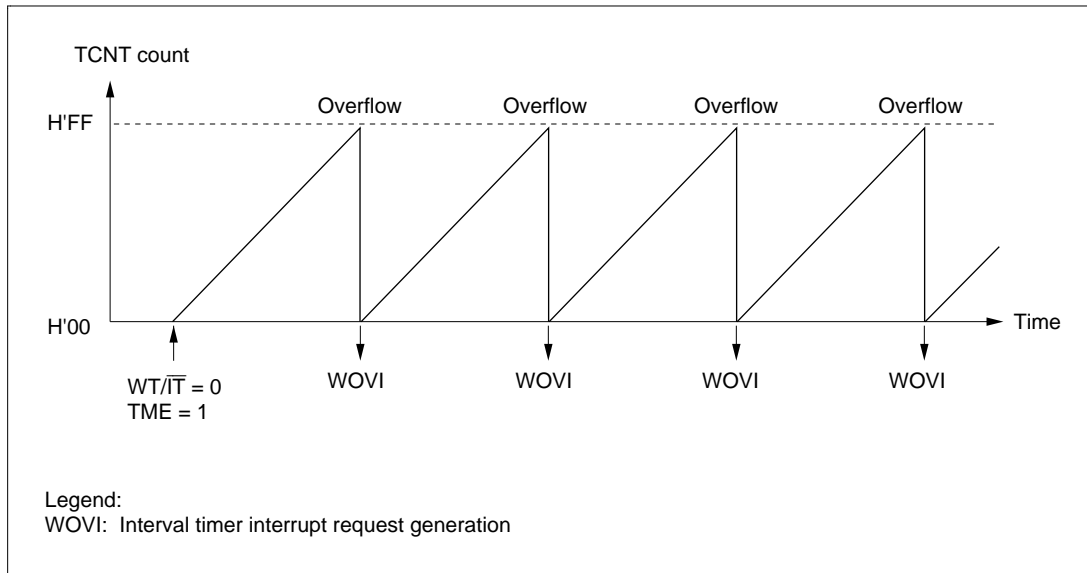 TCNT count
Overflow Overflow Overflow Overflow
H'FF
H'00
Time
WT/I̅T̅ = 0
TME = 1
WOVI WOVI WOVI WOVI
Legend:
WOVI: Interval timer interrupt request generation